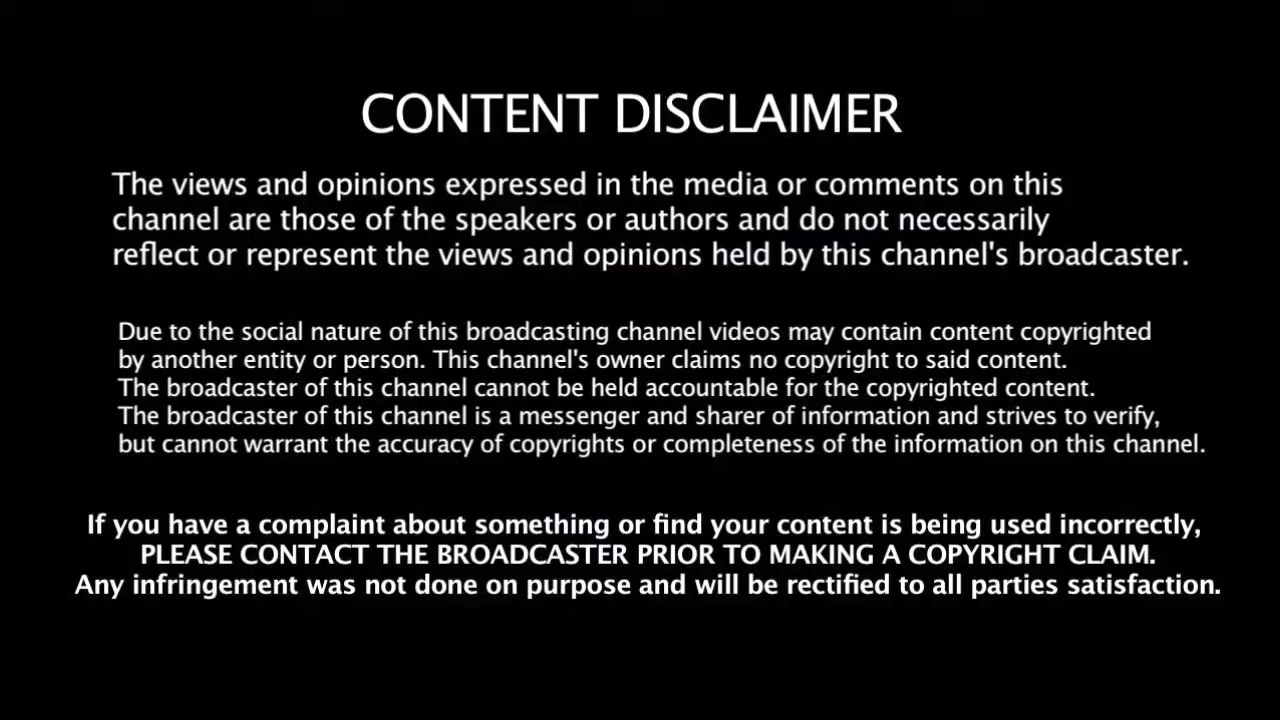 CONTENT DISCLAIMER
The views and opinions expressed in the media or comments on this
channel are those of the speakers or authors and do not necessarily
reflect or represent the views and opinions held by this channel's broadcaster.
Due to the social nature of this broadcasting channel videos may contain content copyrighted
by another entity or person. This channel's owner claims no copyright to said content.
The broadcaster of this channel cannot be held accountable for the copyrighted content.
The broadcaster of this channel is a messenger and sharer of information and strives to verify,
but cannot warrant the accuracy of copyrights or completeness of the information on this channel.
If you have a complaint about something or find your content is being used incorrectly,
PLEASE CONTACT THE BROADCASTER PRIOR TO MAKING A COPYRIGHT CLAIM.
Any infringement was not done on purpose and will be rectified to all parties satisfaction.